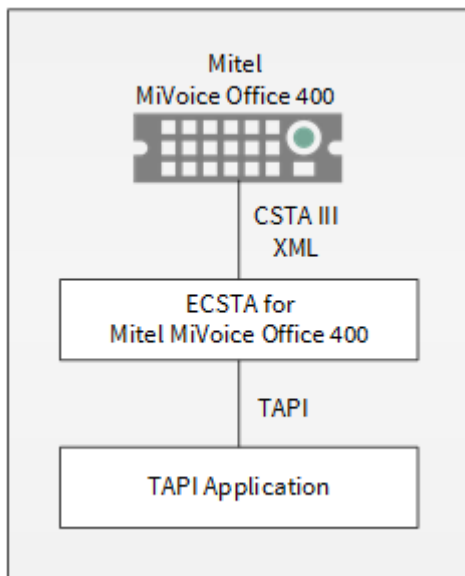 Mitel
MiVoice Office 400
CSTA III
XML
ECSTA for
Mitel MiVoice Office 400
TAPI
TAPI Application